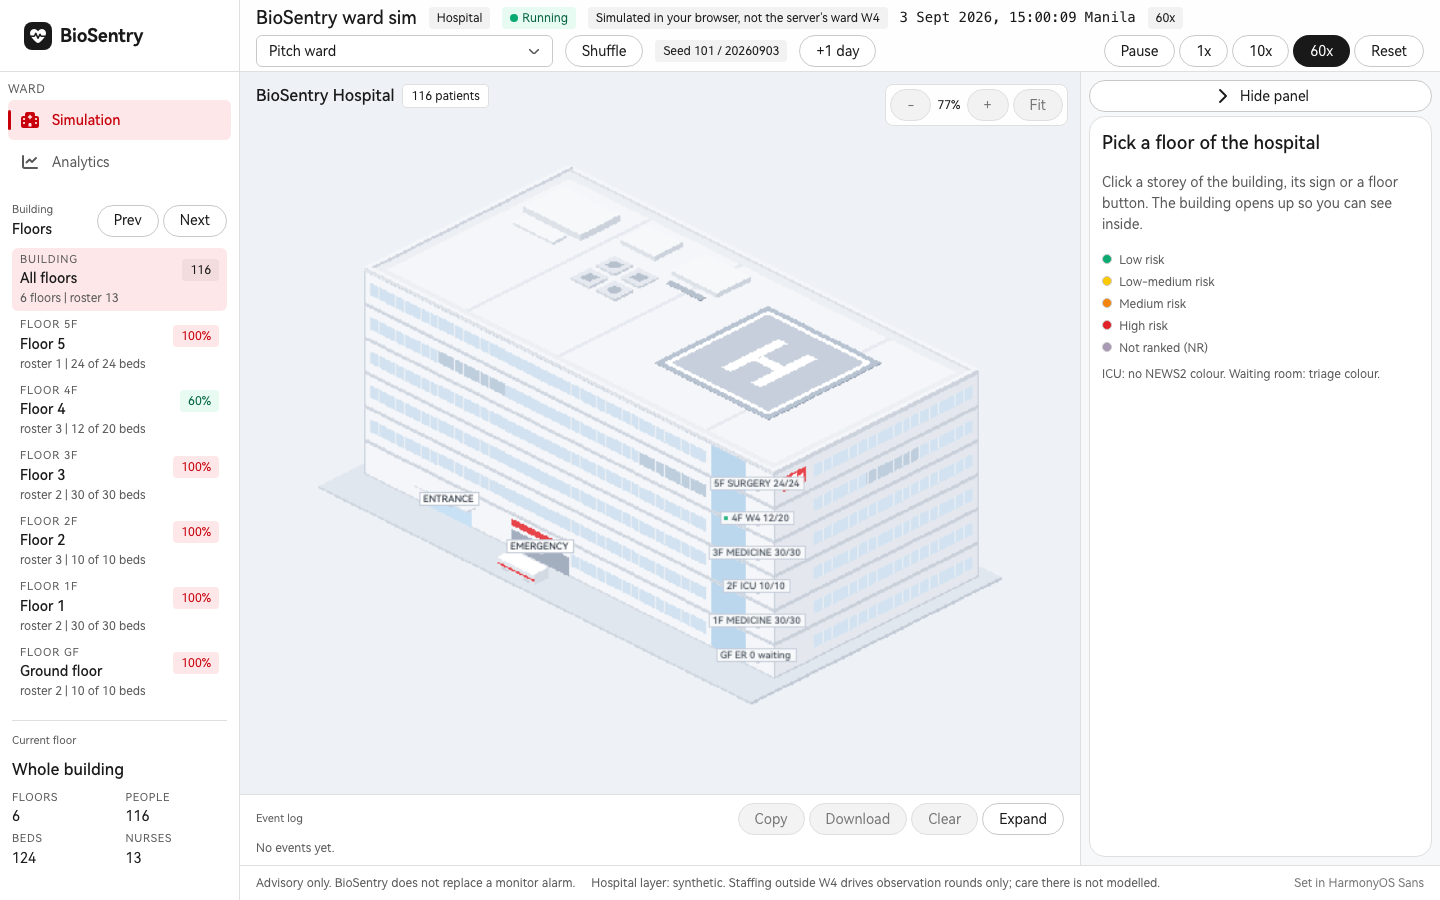 BioSentry
BioSentry ward sim
Hospital
Running
Simulated in your browser, not the server's ward W4
3 Sept 2026, 15:00:09 Manila
60x
Pitch ward
Shuffle
Seed 101 / 20260903
+1 day
Pause
1x
10x
60x
Reset
WARD
Simulation
Analytics
Building
Floors
Prev
Next
BUILDING
All floors
6 floors | roster 13
116
FLOOR 5F
Floor 5
roster 1 | 24 of 24 beds
100%
FLOOR 4F
Floor 4
roster 3 | 12 of 20 beds
60%
FLOOR 3F
Floor 3
roster 2 | 30 of 30 beds
100%
FLOOR 2F
Floor 2
roster 3 | 10 of 10 beds
100%
FLOOR 1F
Floor 1
roster 2 | 30 of 30 beds
100%
FLOOR GF
Ground floor
roster 2 | 10 of 10 beds
100%
Current floor
Whole building
FLOORS
6
PEOPLE
116
BEDS
124
NURSES
13
BioSentry Hospital
116 patients
-
77%
+
Fit
H
5F SURGERY 24/24
4F W4 12/20
3F MEDICINE 30/30
2F ICU 10/10
1F MEDICINE 30/30
GF ER 0 waiting
ENTRANCE
EMERGENCY
Event log
Copy
Download
Clear
Expand
No events yet.
Hide panel
Pick a floor of the hospital
Click a storey of the building, its sign or a floor
button. The building opens up so you can see
inside.
Low risk
Low-medium risk
Medium risk
High risk
Not ranked (NR)
ICU: no NEWS2 colour. Waiting room: triage colour.
Advisory only. BioSentry does not replace a monitor alarm.
Hospital layer: synthetic. Staffing outside W4 drives observation rounds only; care there is not modelled.
Set in HarmonyOS Sans